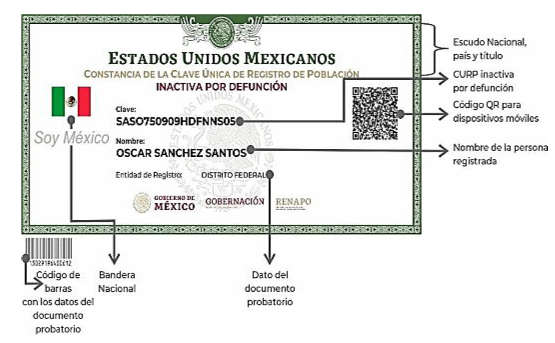 ESTADOS UNIDOS MEXICANOS
CONSTANCIA DE LA CLAVE ÚNICA DE REGISTRO DE POBLACIÓN
INACTIVA POR DEFUNCIÓN
Clave:
SASO750909HDFNNS05
Soy México
Nombre:
OSCAR SANCHEZ SANTOS
Entidad de Registro: DISTRITO FEDERAL
GOBIERNO DE
MÉXICO
GOBERNACIÓN
RENAPO
Escudo Nacional,
país y título
CURP inactiva
por defunción
Código QR para
dispositivos móviles
Nombre de la persona
registrada
Código de
barras
con los datos del
documento
probatorio
Bandera
Nacional
Dato del
documento
probatorio